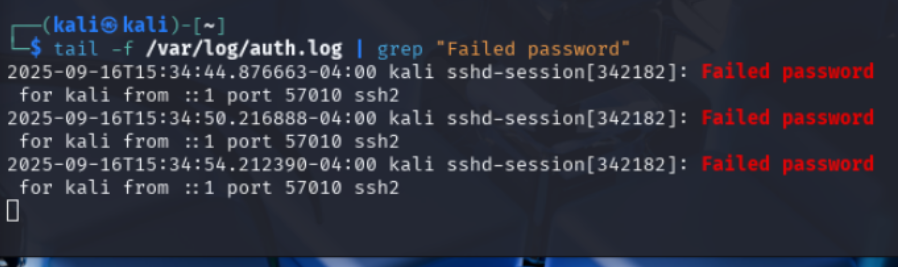 ┌──(kali㉿kali)-[~]
└─$ tail -f /var/log/auth.log | grep "Failed password"
2025-09-16T15:34:44.876663-04:00 kali sshd-session[342182]: Failed password
for kali from ::1 port 57010 ssh2
2025-09-16T15:34:50.216888-04:00 kali sshd-session[342182]: Failed password
for kali from ::1 port 57010 ssh2
2025-09-16T15:34:54.212390-04:00 kali sshd-session[342182]: Failed password
for kali from ::1 port 57010 ssh2